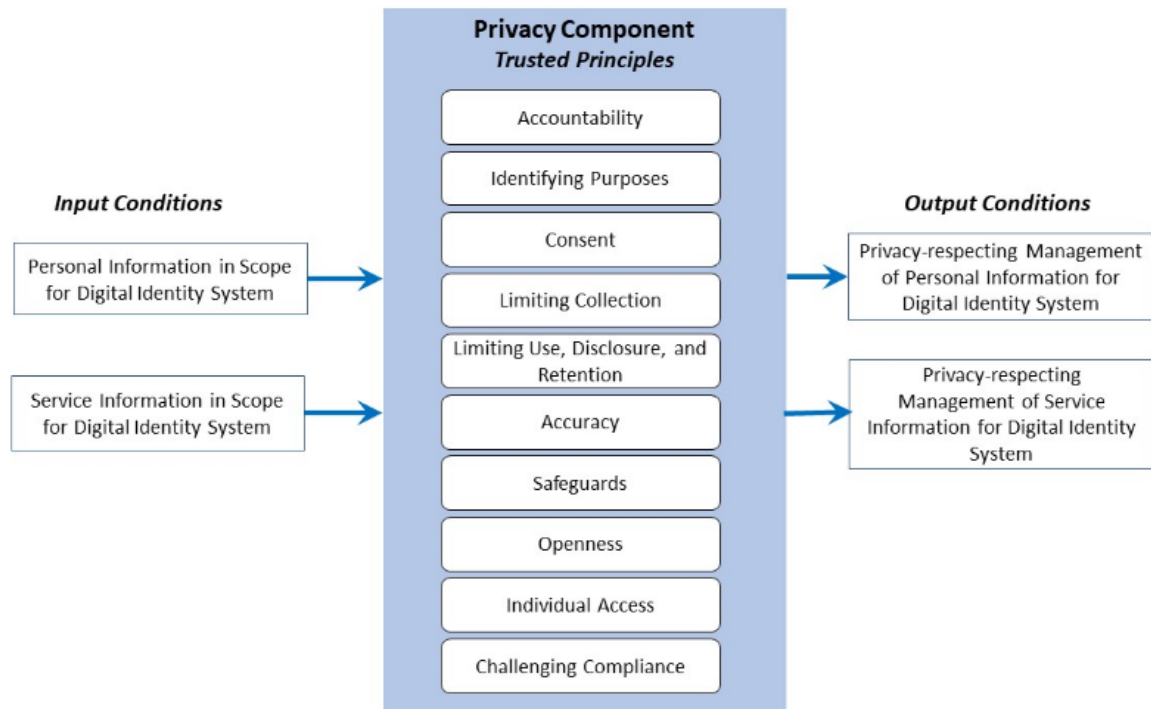 Privacy Component
Trusted Principles
Accountability
Identifying Purposes
Consent
Limiting Collection
Limiting Use, Disclosure, and
Retention
Accuracy
Safeguards
Openness
Individual Access
Challenging Compliance
Input Conditions
Personal Information in Scope
for Digital Identity System
Service Information in Scope
for Digital Identity System
Output Conditions
Privacy-respecting Management
of Personal Information for
Digital Identity System
Privacy-respecting
Management of Service
Information for Digital Identity
System